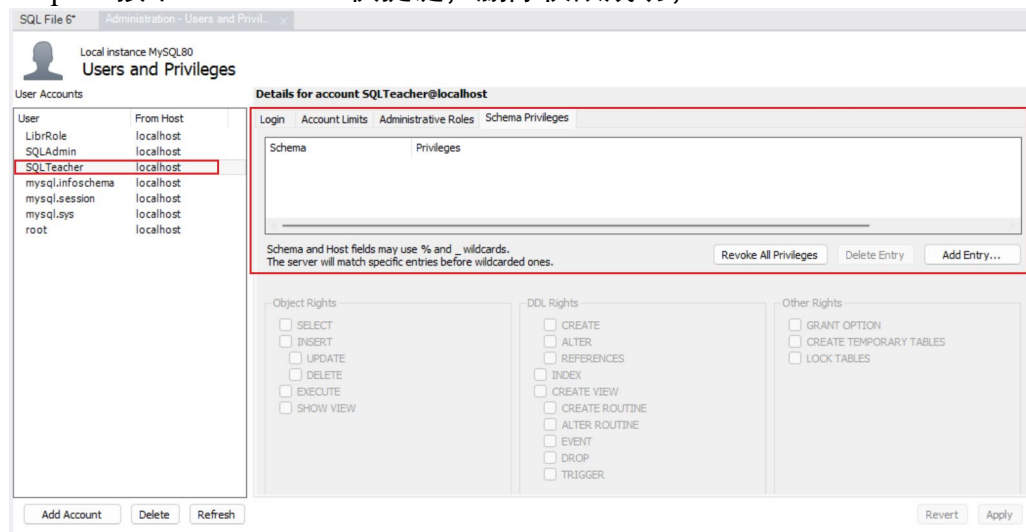 SQL File 6* Administration - Users and Privil... ×
Local instance MySQL80
Users and Privileges
User Accounts
Details for account SQLTeacher@localhost
User From Host
LibrRole localhost
SQLAdmin localhost
SQLTeacher localhost
mysql.infoschema localhost
mysql.session localhost
mysql.sys localhost
root localhost
Login Account Limits Administrative Roles Schema Privileges
Schema Privileges
Schema and Host fields may use % and _ wildcards.
The server will match specific entries before wildcarded ones.
Revoke All Privileges Delete Entry Add Entry...
Object Rights
SELECT
INSERT
UPDATE
DELETE
EXECUTE
SHOW VIEW
DDL Rights
CREATE
ALTER
REFERENCES
INDEX
CREATE VIEW
CREATE ROUTINE
ALTER ROUTINE
EVENT
DROP
TRIGGER
Other Rights
GRANT OPTION
CREATE TEMPORARY TABLES
LOCK TABLES
Add Account Delete Refresh
Revert Apply